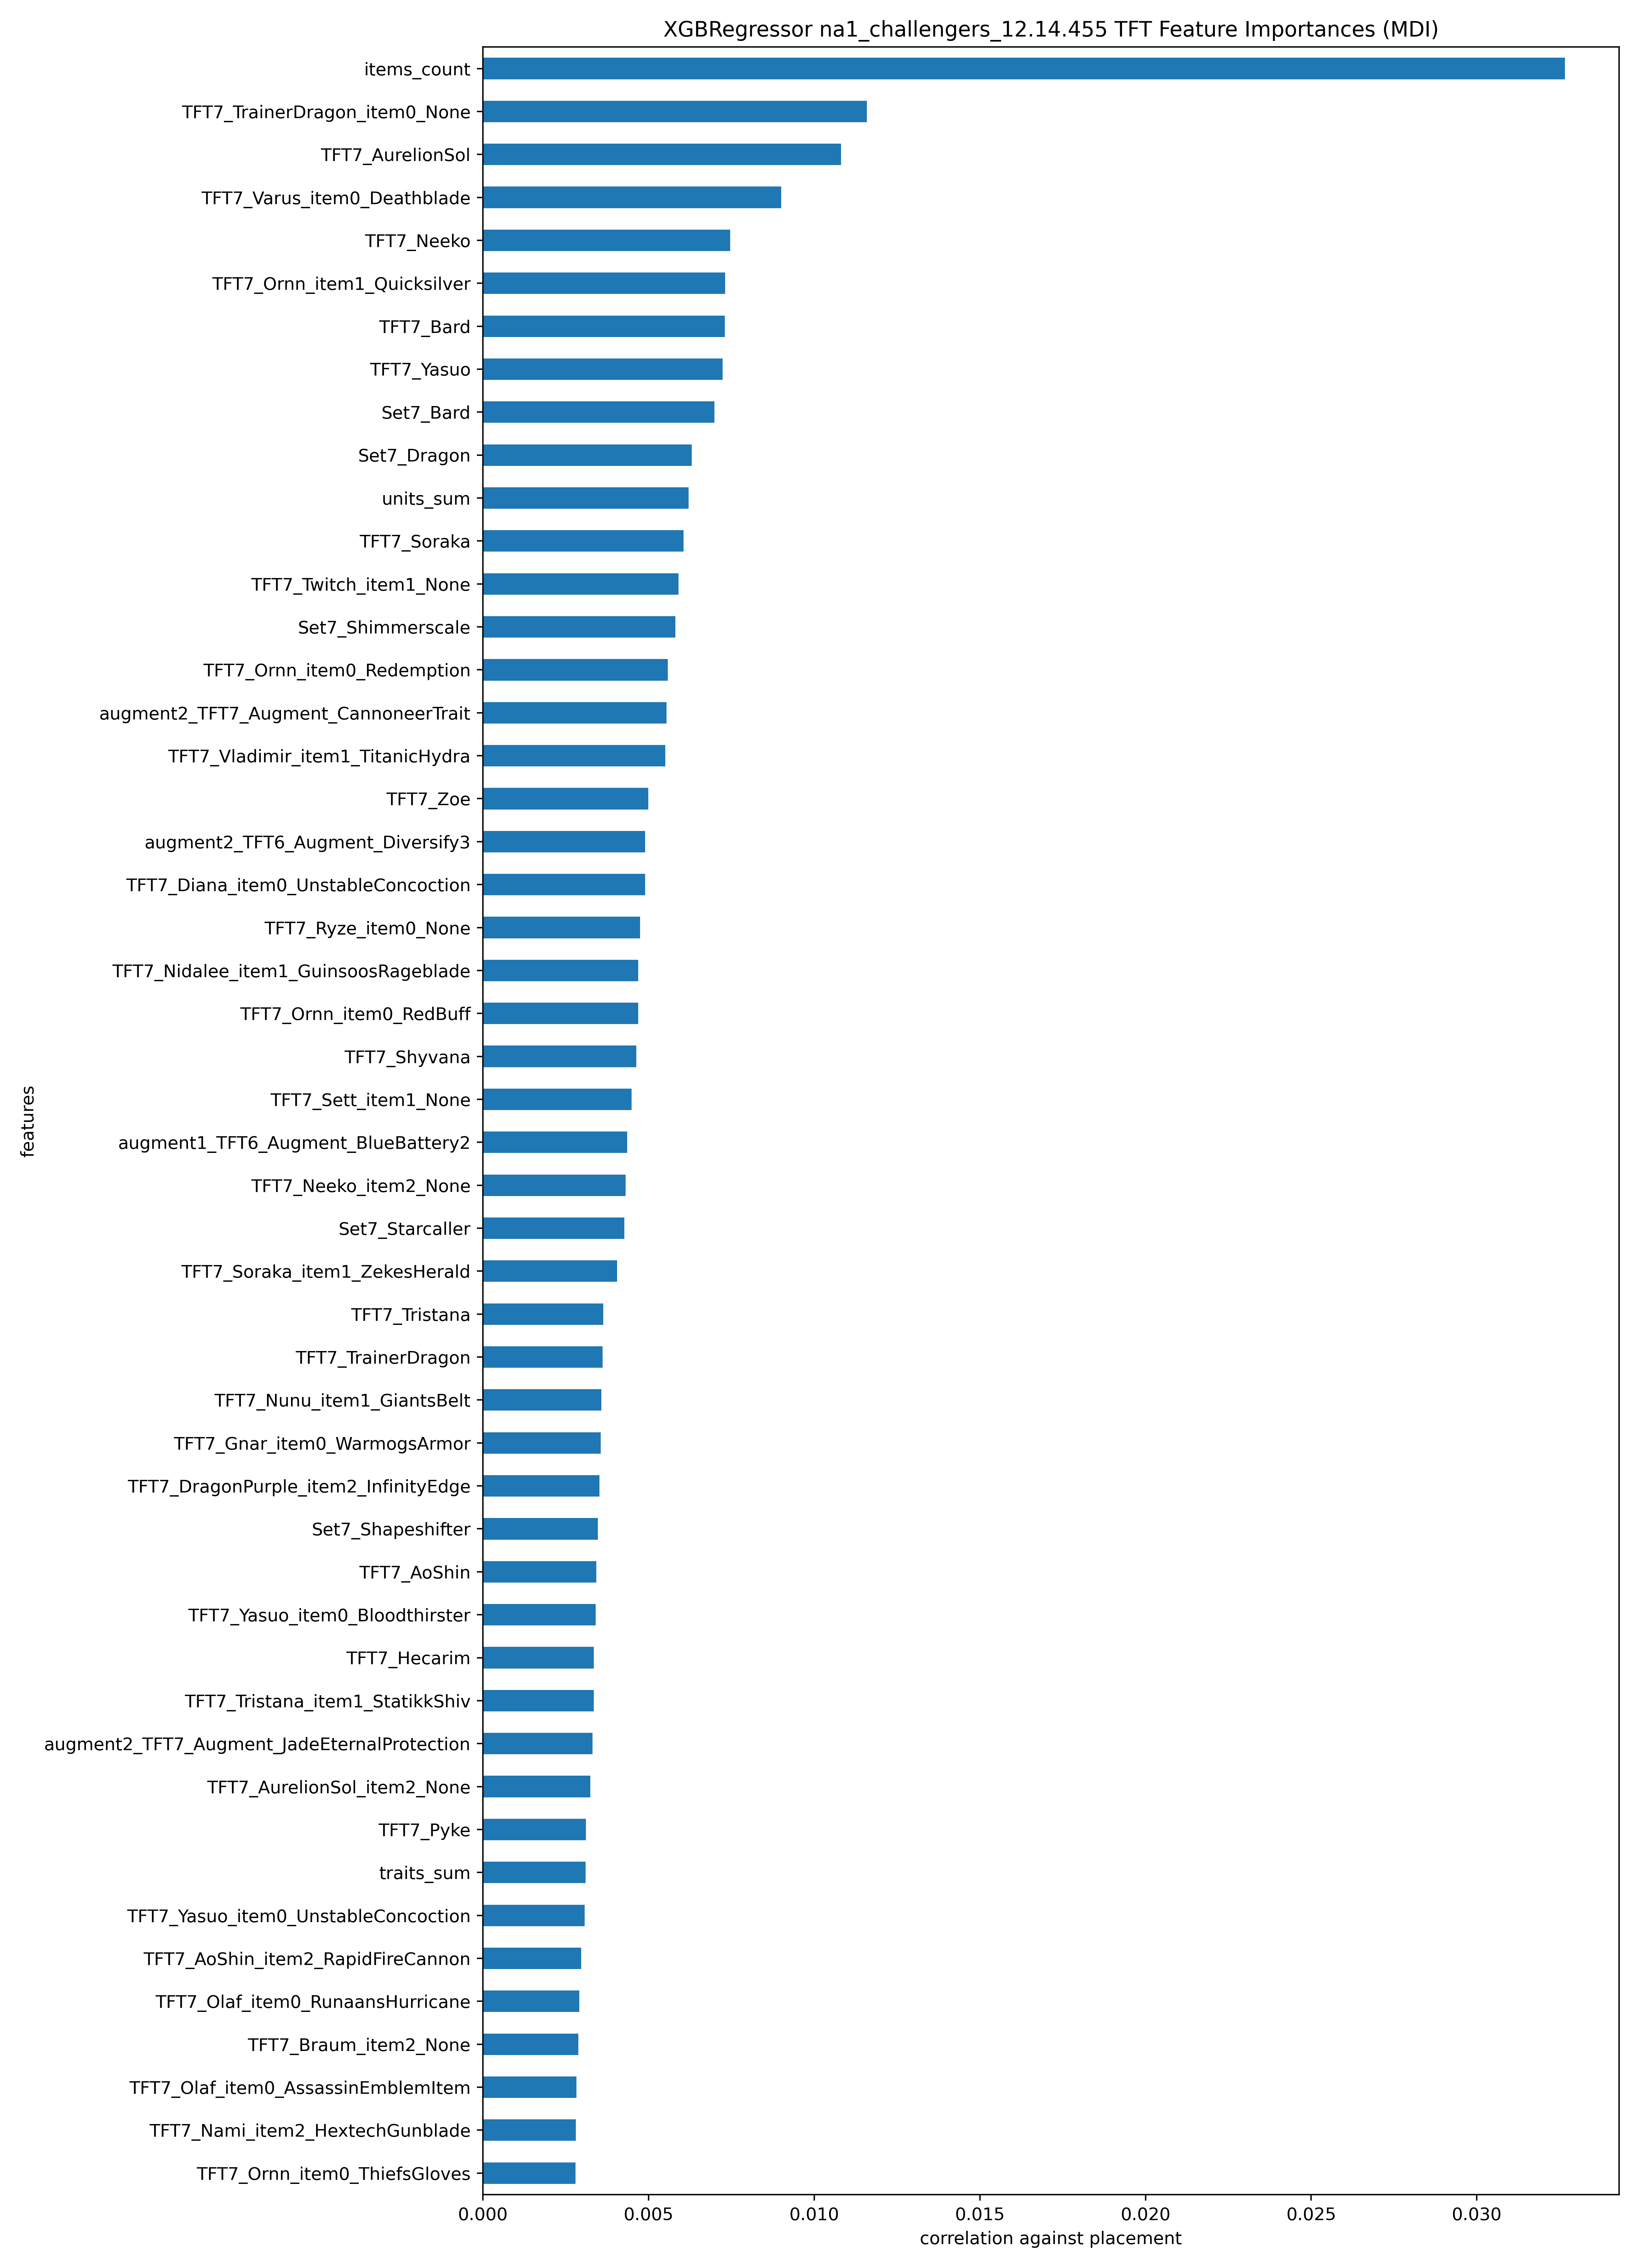 XGBRegressor na1_challengers_12.14.455 TFT Feature Importances (MDI)
items_count
TFT7_TrainerDragon_item0_None
TFT7_AurelionSol
TFT7_Varus_item0_Deathblade
TFT7_Neeko
TFT7_Ornn_item1_Quicksilver
TFT7_Bard
TFT7_Yasuo
Set7_Bard
Set7_Dragon
units_sum
TFT7_Soraka
TFT7_Twitch_item1_None
Set7_Shimmerscale
TFT7_Ornn_item0_Redemption
augment2_TFT7_Augment_CannoneerTrait
TFT7_Vladimir_item1_TitanicHydra
TFT7_Zoe
augment2_TFT6_Augment_Diversify3
TFT7_Diana_item0_UnstableConcoction
TFT7_Ryze_item0_None
TFT7_Nidalee_item1_GuinsoosRageblade
TFT7_Ornn_item0_RedBuff
TFT7_Shyvana
TFT7_Sett_item1_None
augment1_TFT6_Augment_BlueBattery2
TFT7_Neeko_item2_None
Set7_Starcaller
TFT7_Soraka_item1_ZekesHerald
TFT7_Tristana
TFT7_TrainerDragon
TFT7_Nunu_item1_GiantsBelt
TFT7_Gnar_item0_WarmogsArmor
TFT7_DragonPurple_item2_InfinityEdge
Set7_Shapeshifter
TFT7_AoShin
TFT7_Yasuo_item0_Bloodthirster
TFT7_Hecarim
TFT7_Tristana_item1_StatikkShiv
augment2_TFT7_Augment_JadeEternalProtection
TFT7_AurelionSol_item2_None
TFT7_Pyke
traits_sum
TFT7_Yasuo_item0_UnstableConcoction
TFT7_AoShin_item2_RapidFireCannon
TFT7_Olaf_item0_RunaansHurricane
TFT7_Braum_item2_None
TFT7_Olaf_item0_AssassinEmblemItem
TFT7_Nami_item2_HextechGunblade
TFT7_Ornn_item0_ThiefsGloves
features
0.000 0.005 0.010 0.015 0.020 0.025 0.030
correlation against placement